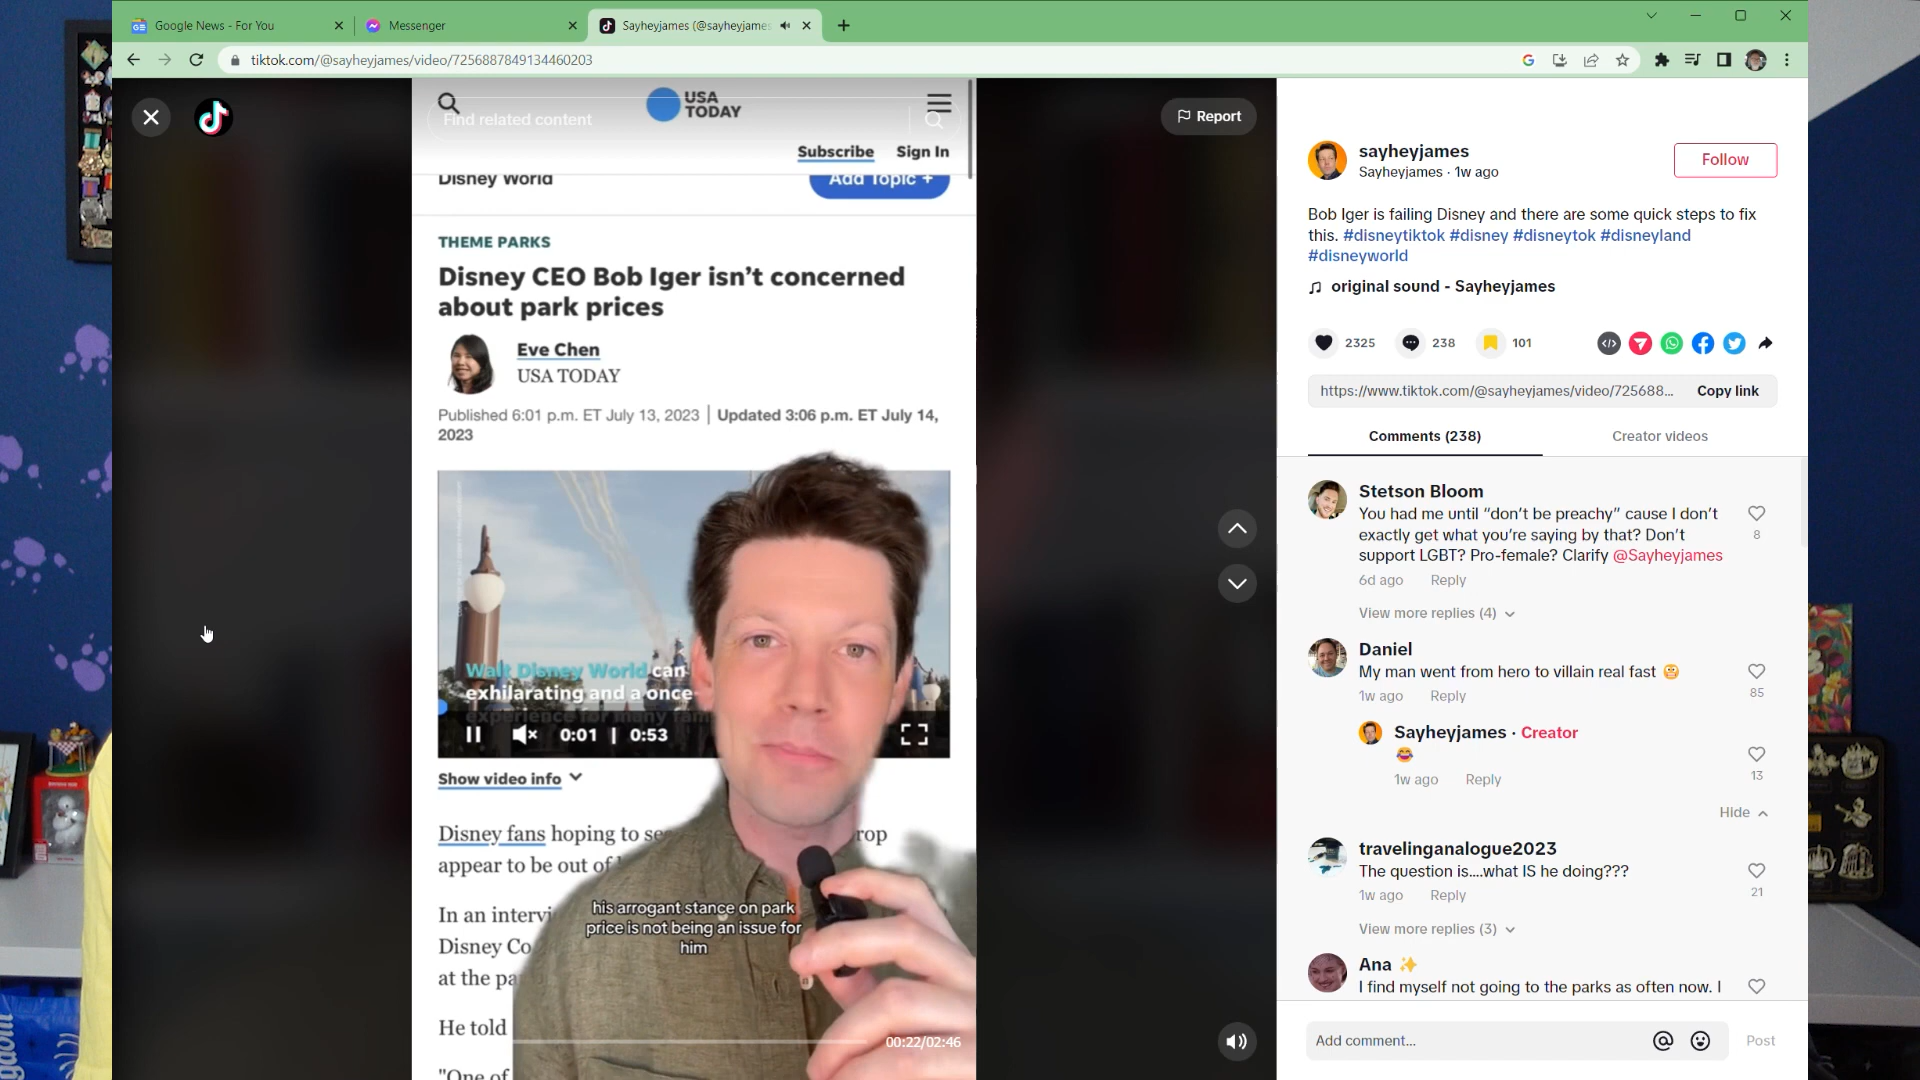 Google News - For You
Messenger
Sayheyjames (@sayheyjames
tiktok.com/@sayheyjames/video/7256887849134460203
USA
TODAY
Find related content
Subscribe
Sign In
Disney World
Add Topic +
THEME PARKS
Disney CEO Bob Iger isn't concerned
about park prices
Eve Chen
USA TODAY
Published 6:01 p.m. ET July 13, 2023 | Updated 3:06 p.m. ET July 14,
2023
Walt Disney World can
exhilarating and a once
experience for many fam
0:01 | 0:53
Show video info
Disney fans hoping to se
rop
appear to be out of
In an intervi
Disney Co
at the pa
He told
"One of
his arrogant stance on park
price is not being an issue for
him
00:22/02:46
Report
sayheyjames
Sayheyjames · 1w ago
Follow
Bob Iger is failing Disney and there are some quick steps to fix
this. #disneytiktok #disney #disneytok #disneyland
#disneyworld
original sound - Sayheyjames
2325
238
101
https://www.tiktok.com/@sayheyjames/video/725688...
Copy link
Comments (238)
Creator videos
Stetson Bloom
You had me until “don’t be preachy” cause I don’t
exactly get what you’re saying by that? Don’t
support LGBT? Pro-female? Clarify @Sayheyjames
8
6d ago
Reply
View more replies (4)
Daniel
My man went from hero to villain real fast
85
1w ago
Reply
Sayheyjames · Creator
1w ago
Reply
13
Hide
travelinganalogue2023
The question is....what IS he doing???
21
1w ago
Reply
View more replies (3)
Ana
I find myself not going to the parks as often now. I
Add comment...
Post